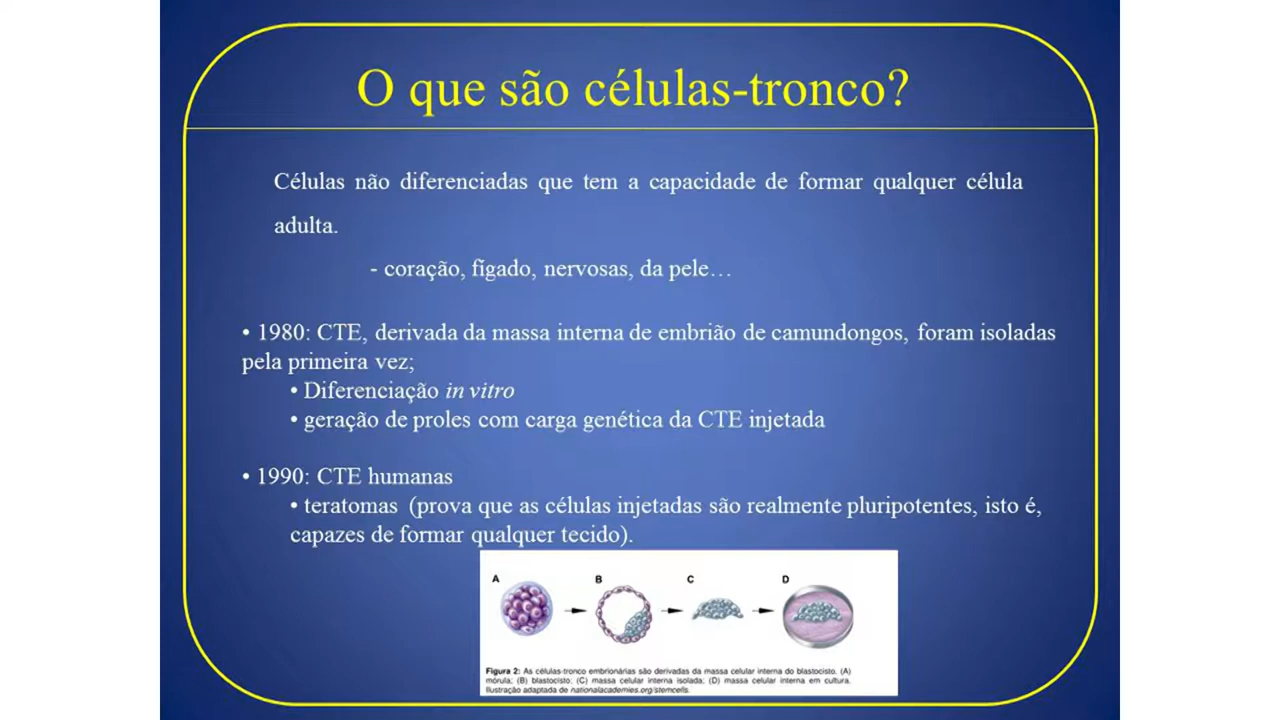 O que são células-tronco?
Células não diferenciadas que tem a capacidade de formar qualquer célula
adulta.
- coração, fígado, nervosas, da pele…
• 1980: CTE, derivada da massa interna de embrião de camundongos, foram isoladas
pela primeira vez;
• Diferenciação in vitro
• geração de proles com carga genética da CTE injetada
• 1990: CTE humanas
• teratomas (prova que as células injetadas são realmente pluripotentes, isto é,
capazes de formar qualquer tecido).
A B C D
Figura 2: As células-tronco embrionárias são derivadas da massa celular interna do blastocisto. (A)
mórula; (B) blastocisto; (C) massa celular interna isolada; (D) massa celular interna em cultura.
Ilustração adaptada de nationalacademies.org/stemcells.